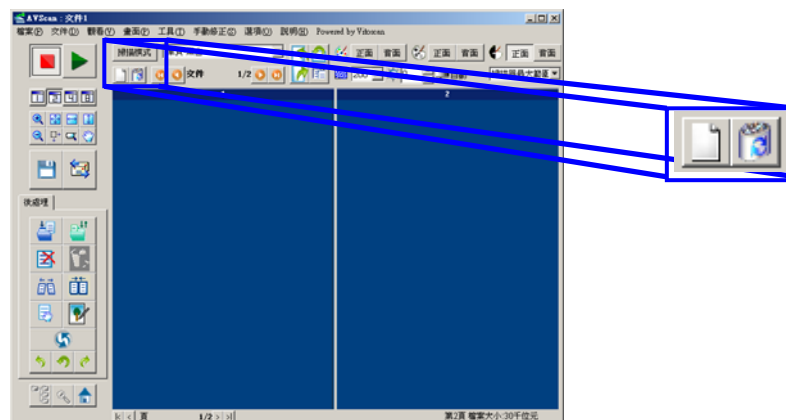 AVScan : 文件1
檔案(F) 文件(D) 觀看(V) 畫面(P) 工具(T) 手動修正(C) 選項(O) 說明(H) Powered by Vitoscan
掃描模式 正面 背面 正面 背面 正面 背面
文件 1/2 200
1 2
後處理
頁 1/2 第2頁 檔案大小:30千位元